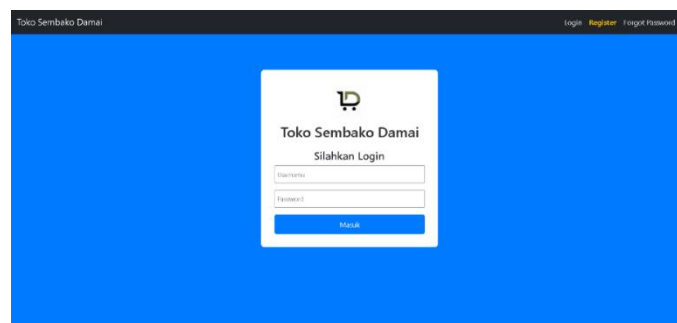 Toko Sembako Damai
Login Register Forgot Password
Toko Sembako Damai
Silahkan Login
Username
Password
Masuk